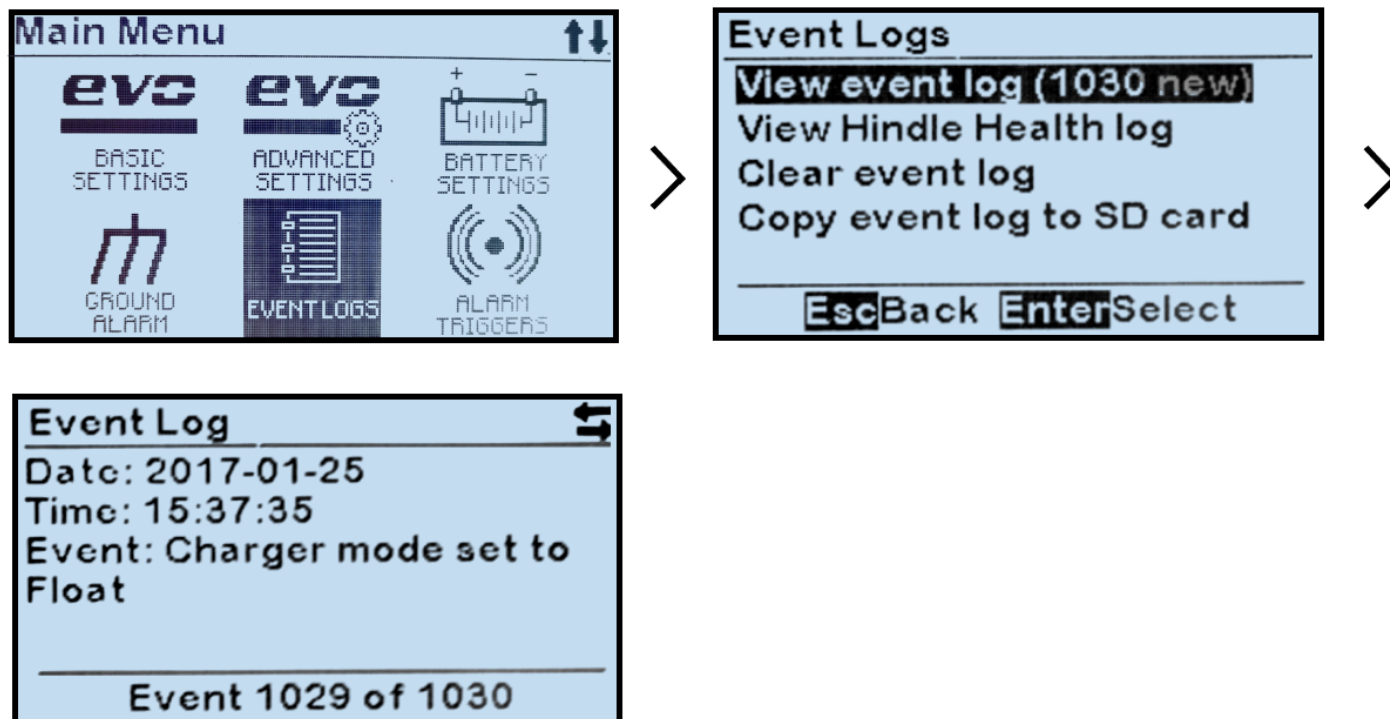 Main Menu
evo
evo
+ -
BASIC
SETTINGS
ADVANCED
SETTINGS
BATTERY
SETTINGS
GROUND
ALARM
EVENT LOGS
ALARM
TRIGGERS
Event Logs
View event log (1030 new)
View Hindle Health log
Clear event log
Copy event log to SD card
Esc Back Enter Select
Event Log
Date: 2017-01-25
Time: 15:37:35
Event: Charger mode set to
Float
Event 1029 of 1030